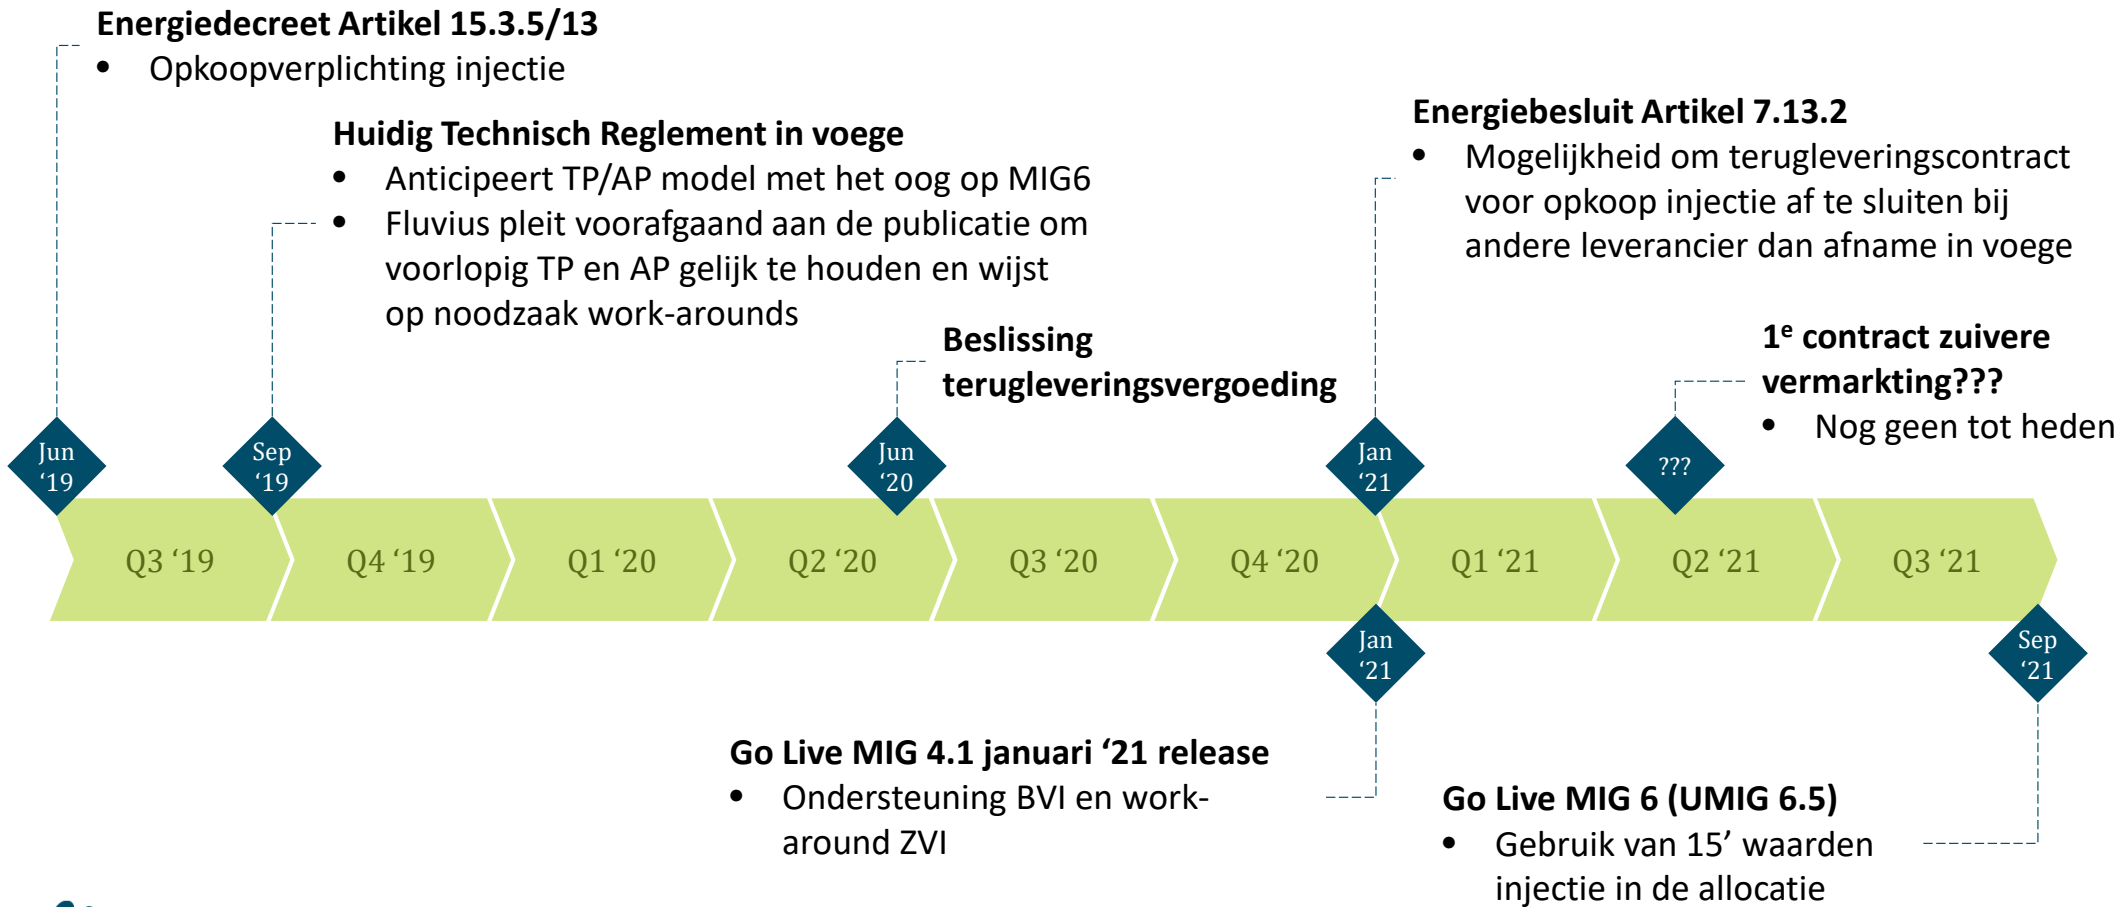 Energiedecreet Artikel 15.3.5/13
• Opkoopverplichting injectie
Huidig Technisch Reglement in voege
• Anticipeert TP/AP model met het oog op MIG6
• Fluvius pleit voorafgaand aan de publicatie om
voorlopig TP en AP gelijk te houden en wijst
op noodzaak work-arounds
Beslissing
terugleveringsvergoeding
Energiebesluit Artikel 7.13.2
• Mogelijkheid om terugleveringscontract
voor opkoop injectie af te sluiten bij
andere leverancier dan afname in voege
1e contract zuivere
vermarkting???
• Nog geen tot heden
Jun
‘19
Sep
‘19
Jun
‘20
Jan
‘21
???
Q3 ‘19
Q4 ‘19
Q1 ‘20
Q2 ‘20
Q3 ‘20
Q4 ‘20
Q1 ‘21
Q2 ‘21
Q3 ‘21
Jan
‘21
Sep
‘21
Go Live MIG 4.1 januari ‘21 release
• Ondersteuning BVI en work-
around ZVI
Go Live MIG 6 (UMIG 6.5)
• Gebruik van 15’ waarden
injectie in de allocatie